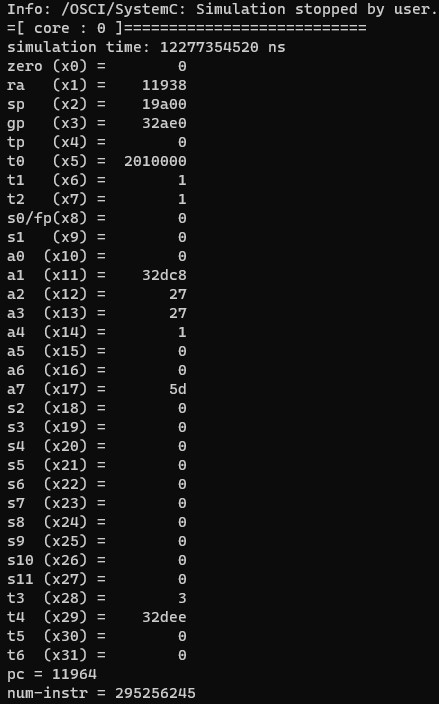 Info: /OSCI/SystemC: Simulation stopped by user.
=[ core : 0 ]===========================
simulation time: 12277354520 ns
zero (x0) =        0
ra   (x1) =    11938
sp   (x2) =    19a00
gp   (x3) =    32ae0
tp   (x4) =        0
t0   (x5) =  2010000
t1   (x6) =        1
t2   (x7) =        1
s0/fp(x8) =        0
s1   (x9) =        0
a0  (x10) =        0
a1  (x11) =    32dc8
a2  (x12) =       27
a3  (x13) =       27
a4  (x14) =        1
a5  (x15) =        0
a6  (x16) =        0
a7  (x17) =       5d
s2  (x18) =        0
s3  (x19) =        0
s4  (x20) =        0
s5  (x21) =        0
s6  (x22) =        0
s7  (x23) =        0
s8  (x24) =        0
s9  (x25) =        0
s10 (x26) =        0
s11 (x27) =        0
t3  (x28) =        3
t4  (x29) =    32dee
t5  (x30) =        0
t6  (x31) =        0
pc = 11964
num-instr = 295256245